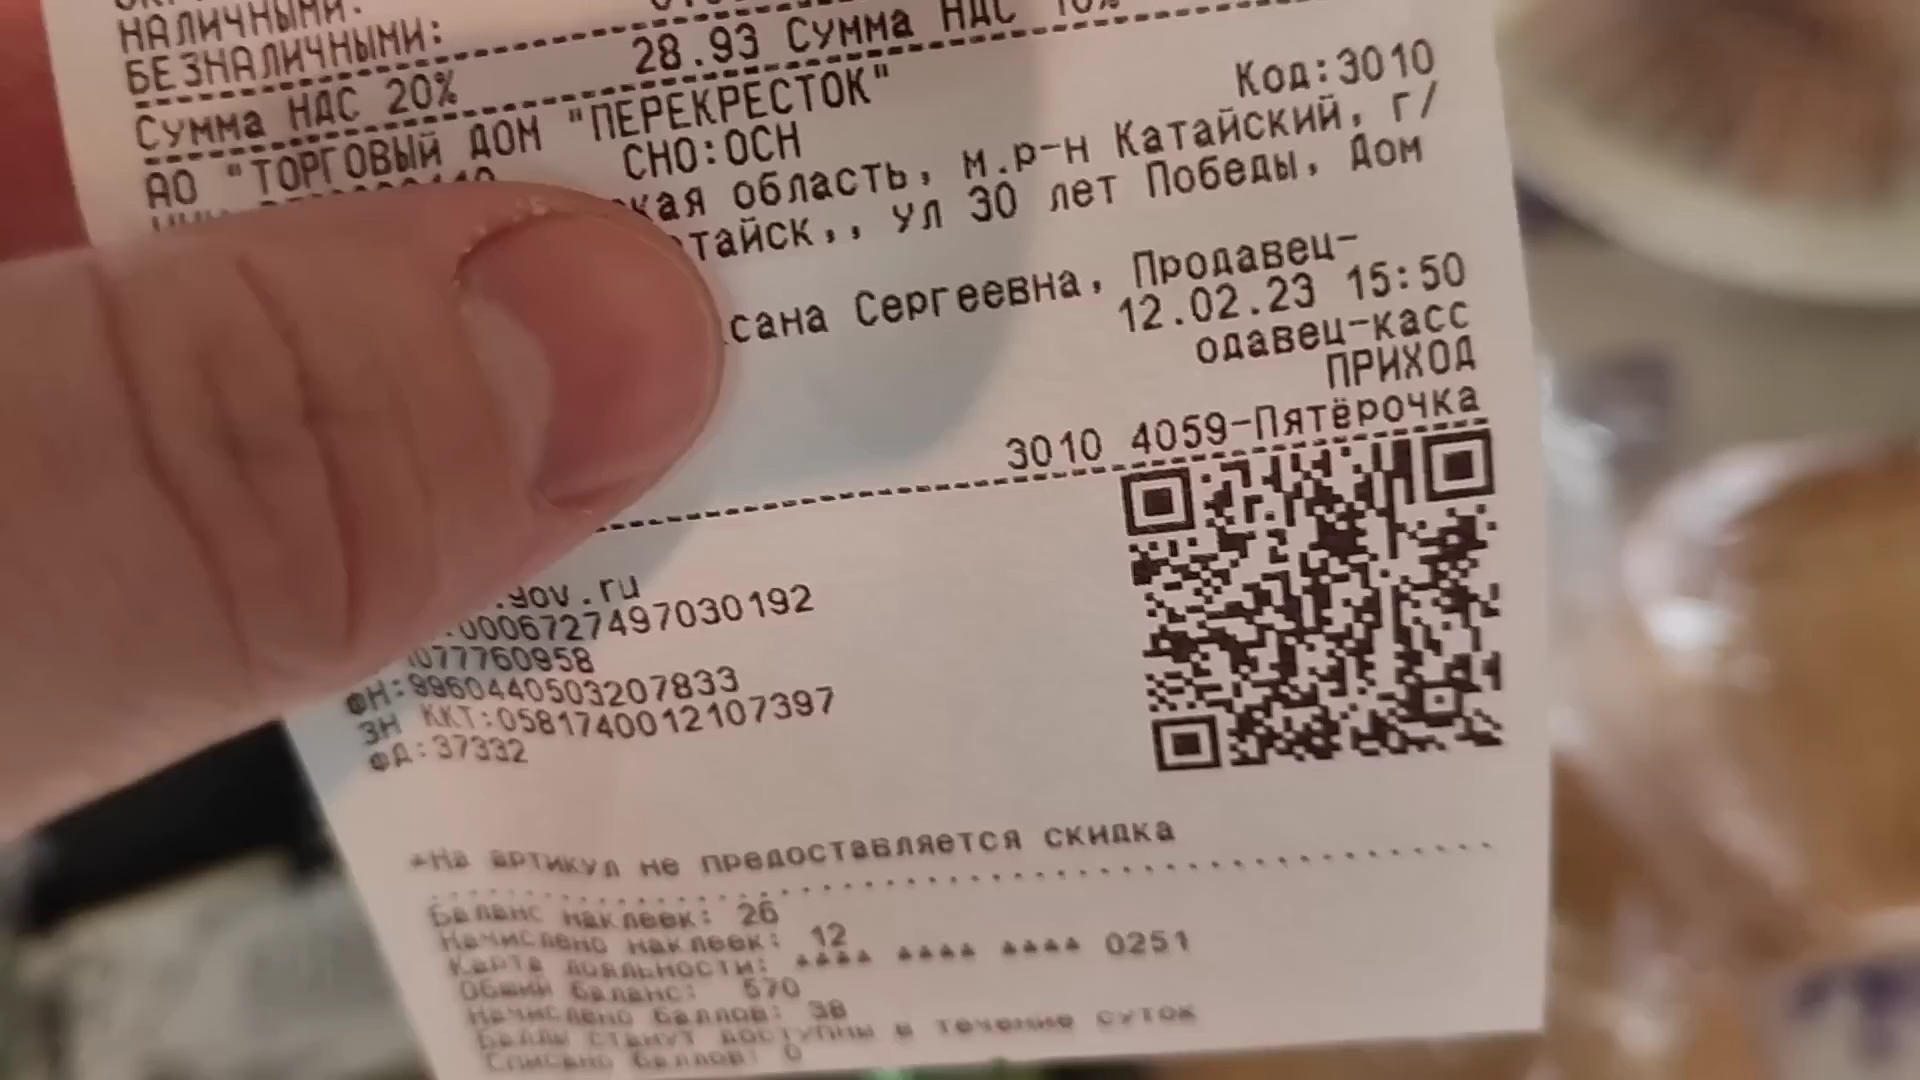 НАЛИЧНЫМИ:
БЕЗНАЛИЧНЫМИ:
Сумма НДС 20% 28.93 Сумма НДС 10%
АО "ТОРГОВЫЙ ДОМ "ПЕРЕКРЕСТОК" Код:3010
СНО:ОСН
кая область, м.р-н Катайский, г/
тайск,, ул 30 лет Победы, Дом
сана Сергеевна, Продавец-
12.02.23 15:50
одавец-касс
ПРИХОД
3010 4059-Пятёрочка
.gov.ru
0006727497030192
077760958
ФН:9960440503207833
ЗН ККТ:0581740012107397
ФД:37332
*На артикул не предоставляется скидка
Баланс наклеек: 26
Начислено наклеек: 12
Карта лояльности: **** **** **** 0251
Общий баланс: 570
Начислено баллов: 38
Баллы станут доступны в течение суток
Списано баллов: 0